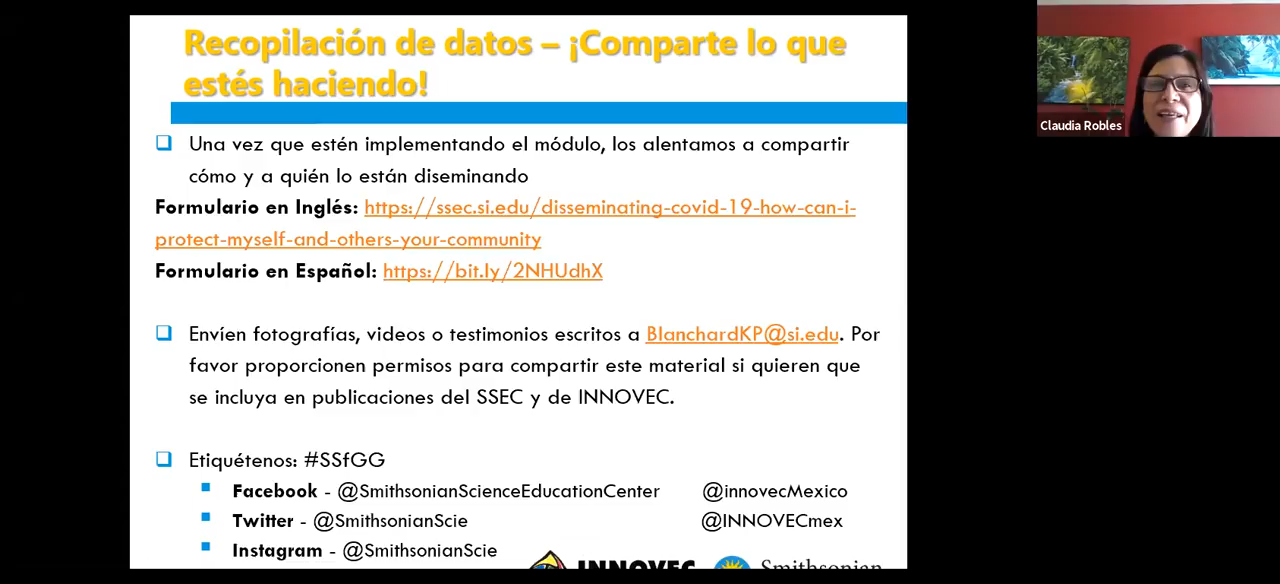 Recopilación de datos – ¡Comparte lo que
estés haciendo!
Una vez que estén implementando el módulo, los alentamos a compartir
cómo y a quién lo están diseminando
Formulario en Inglés: https://ssec.si.edu/disseminating-covid-19-how-can-i-
protect-myself-and-others-your-community
Formulario en Español: https://bit.ly/2NHUdhX
Envíen fotografías, videos o testimonios escritos a BlanchardKP@si.edu. Por
favor proporcionen permisos para compartir este material si quieren que
se incluya en publicaciones del SSEC y de INNOVEC.
Etiquétenos: #SSfGG
Facebook - @SmithsonianScienceEducationCenter @innovecMexico
Twitter - @SmithsonianScie @INNOVECmex
Instagram - @SmithsonianScie
INNOVEC Smithsonian
Claudia Robles